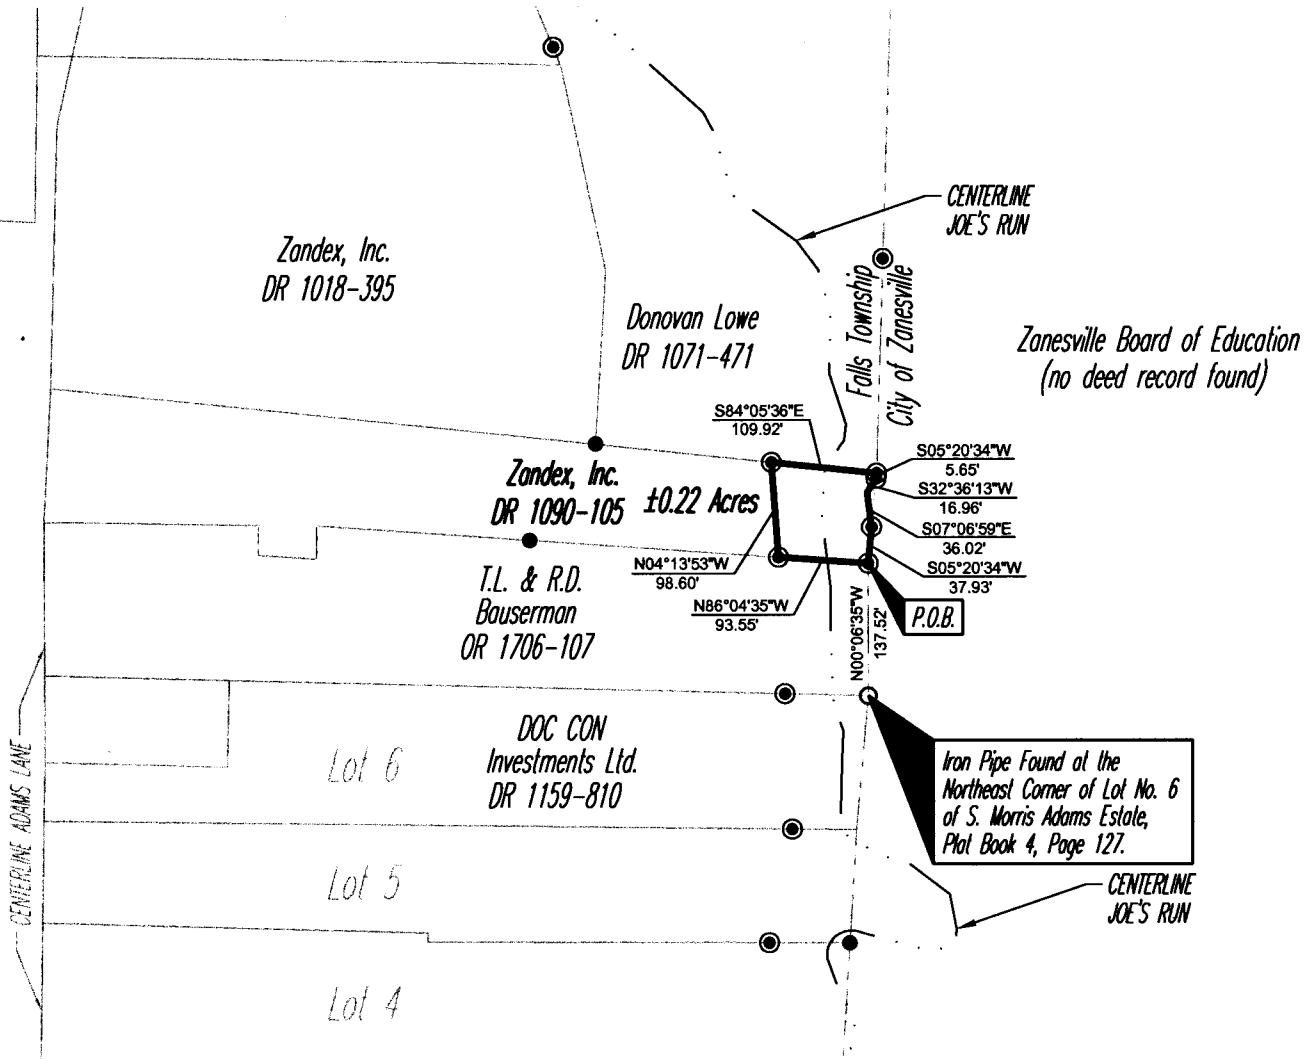 CENTERLINE
JOE'S RUN
Zandex, Inc.
DR 1018-395
Falls Township
City of Zanesville
Donovan Lowe
DR 1071-471
Zanesville Board of Education
(no deed record found)
S84°05'36"E
109.92'
S05°20'34"W
5.65'
Zandex, Inc.
DR 1090-105
±0.22 Acres
S32°36'13"W
16.96'
S07°06'59"E
36.02'
N04°13'53"W
98.60'
S05°20'34"W
37.93'
T.L. & R.D.
Bauserman
OR 1706-107
N86°04'35"W
93.55'
P.O.B.
N00°06'35"W
137.52'
DOC CON
Investments Ltd.
DR 1159-810
Lot 6
Iron Pipe Found at the
Northeast Corner of Lot No. 6
of S. Morris Adams Estate,
Plat Book 4, Page 127.
CENTERLINE ADAMS LANE
Lot 5
CENTERLINE
JOE'S RUN
Lot 4